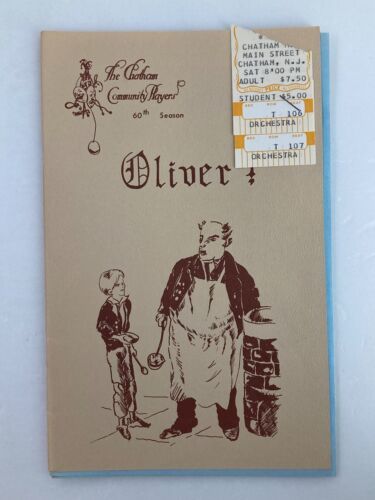 The Chatham
Community Players
60th Season
Oliver!
CHATHAM
MAIN STREET
CHATHAM, N.J.
SAT 8:00 PM
ADULT $7.50
STUDENT $5.00
T 106
ORCHESTRA
T 107
ORCHESTRA